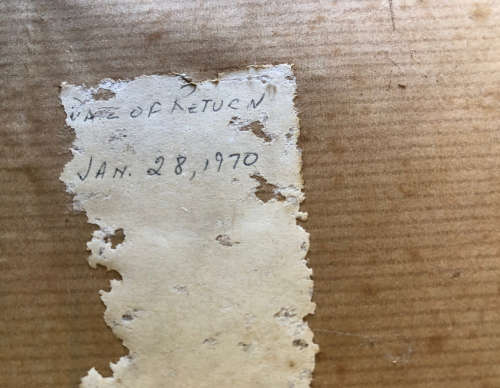 DATE OF RETURN
JAN. 28, 1970